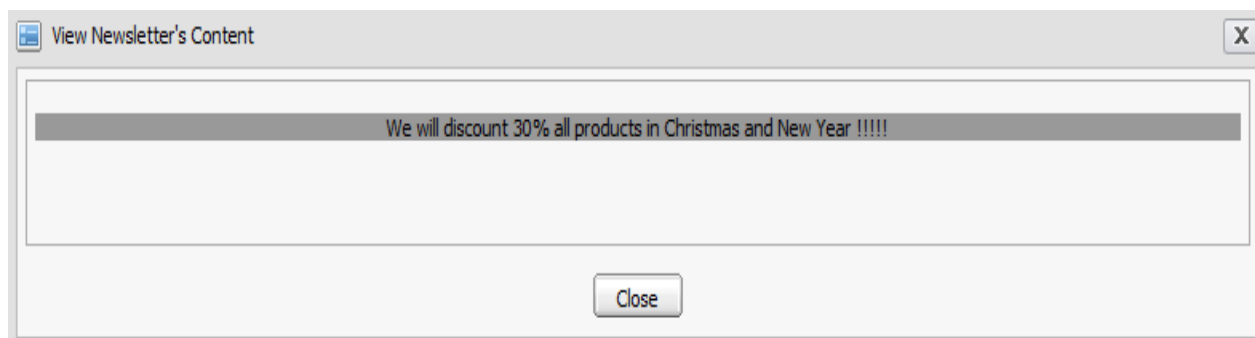 View Newsletter's Content
X
We will discount 30% all products in Christmas and New Year !!!!!
Close